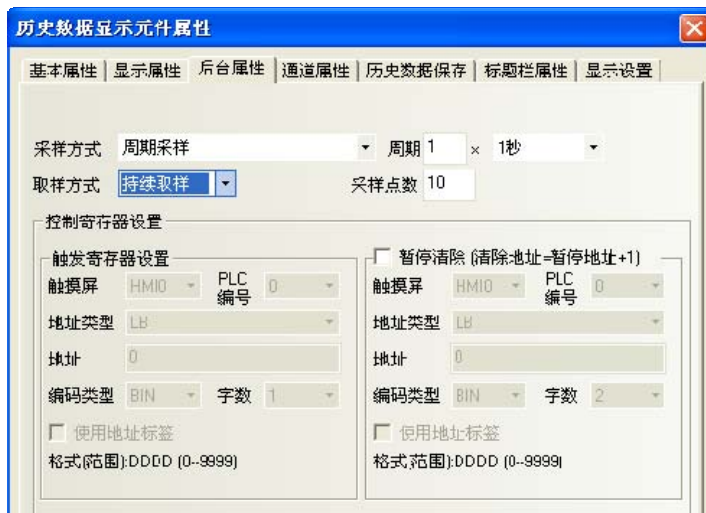 历史数据显示元件属性
基本属性 显示属性 后台属性 通道属性 历史数据保存 标题栏属性 显示设置
采样方式 周期采样 周期 1 × 1秒
取样方式 持续取样 采样点数 10
控制寄存器设置
触发寄存器设置
触摸屏 HMI0 PLC编号 0
地址类型 LB
地址 0
编码类型 BIN 字数 1
使用地址标签
格式(范围):DDDD (0--9999)
暂停清除 (清除地址=暂停地址+1)
触摸屏 HMI0 PLC编号 0
地址类型 LB
地址 0
编码类型 BIN 字数 2
使用地址标签
格式(范围):DDDD (0--9999)